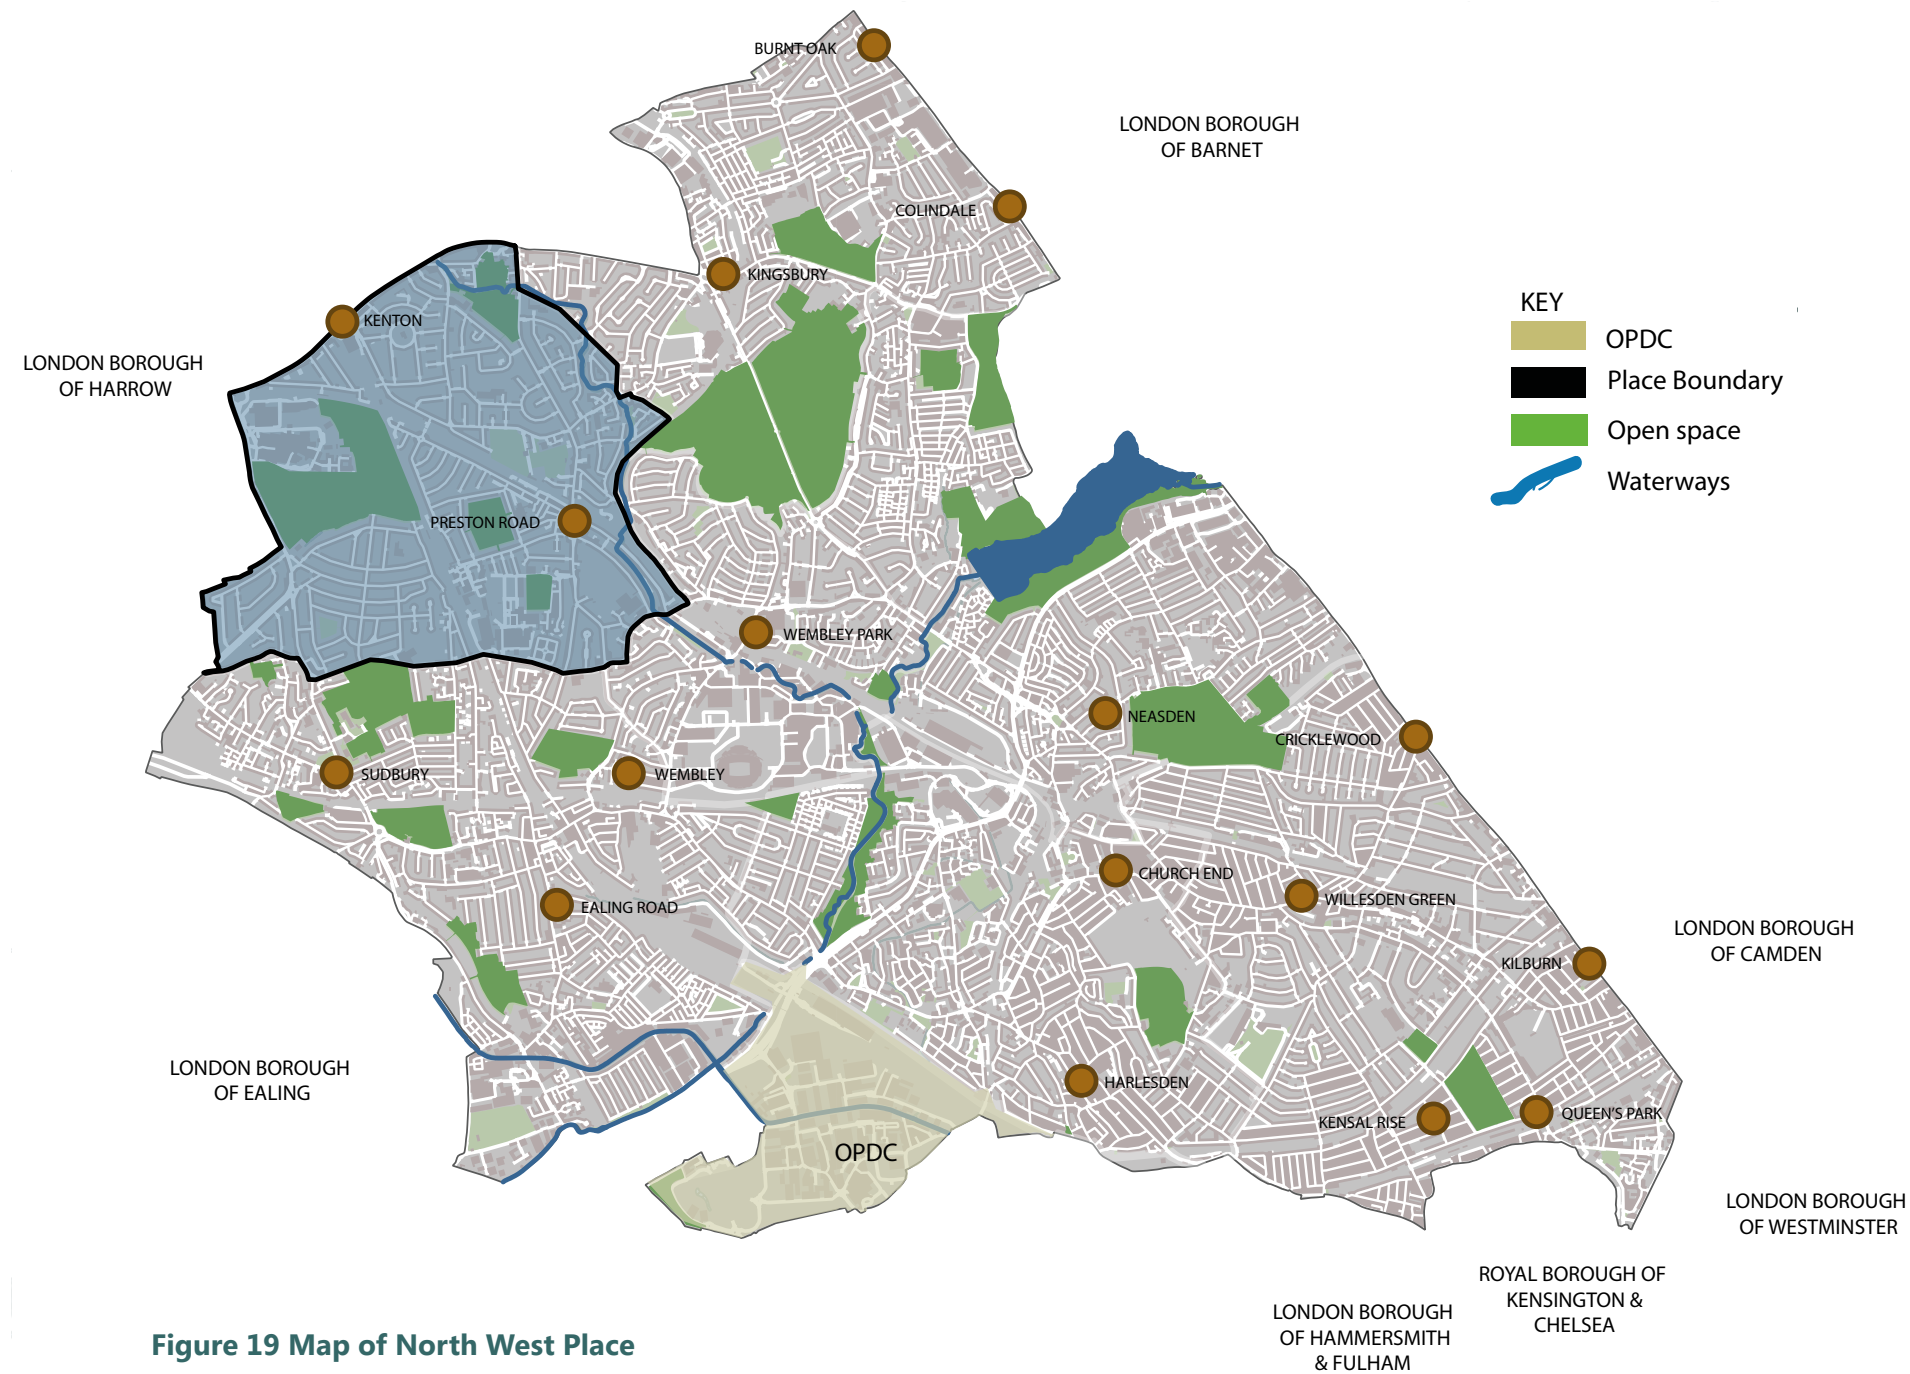 BURNT OAK
LONDON BOROUGH
OF BARNET
COLINDALE
KINGSBURY
KENTON
LONDON BOROUGH
OF HARROW
KEY
OPDC
Place Boundary
Open space
Waterways
PRESTON ROAD
WEMBLEY PARK
NEASDEN
CRICKLEWOOD
SUDBURY
WEMBLEY
CHURCH END
WILLESDEN GREEN
EALING ROAD
LONDON BOROUGH
OF CAMDEN
KILBURN
LONDON BOROUGH
OF EALING
HARLESDEN
KENSAL RISE
QUEEN'S PARK
OPDC
LONDON BOROUGH
OF WESTMINSTER
ROYAL BOROUGH OF
KENSINGTON &
CHELSEA
LONDON BOROUGH
OF HAMMERSMITH
& FULHAM
Figure 19 Map of North West Place